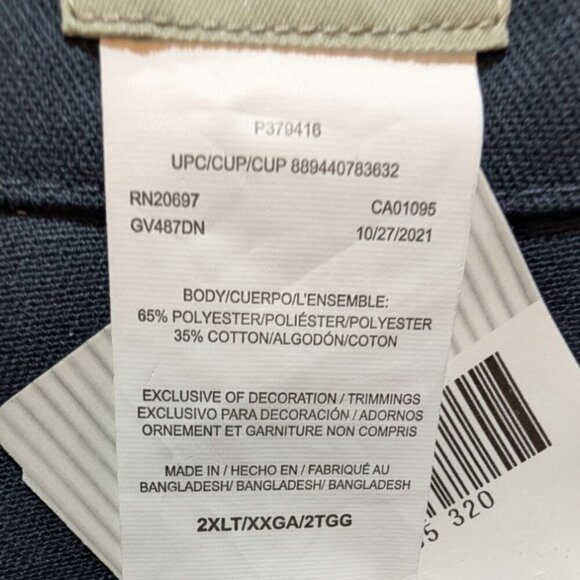 P379416
UPC/CUP/CUP 889440783632
RN20697 CA01095
GV487DN 10/27/2021
BODY/CUERPO/L'ENSEMBLE:
65% POLYESTER/POLIÉSTER/POLYESTER
35% COTTON/ALGODÓN/COTON
EXCLUSIVE OF DECORATION / TRIMMINGS
EXCLUSIVO PARA DECORACIÓN / ADORNOS
ORNEMENT ET GARNITURE NON COMPRIS
MADE IN / HECHO EN / FABRIQUÉ AU
BANGLADESH/ BANGLADESH/ BANGLADESH
2XLT/XXGA/2TGG
5 320